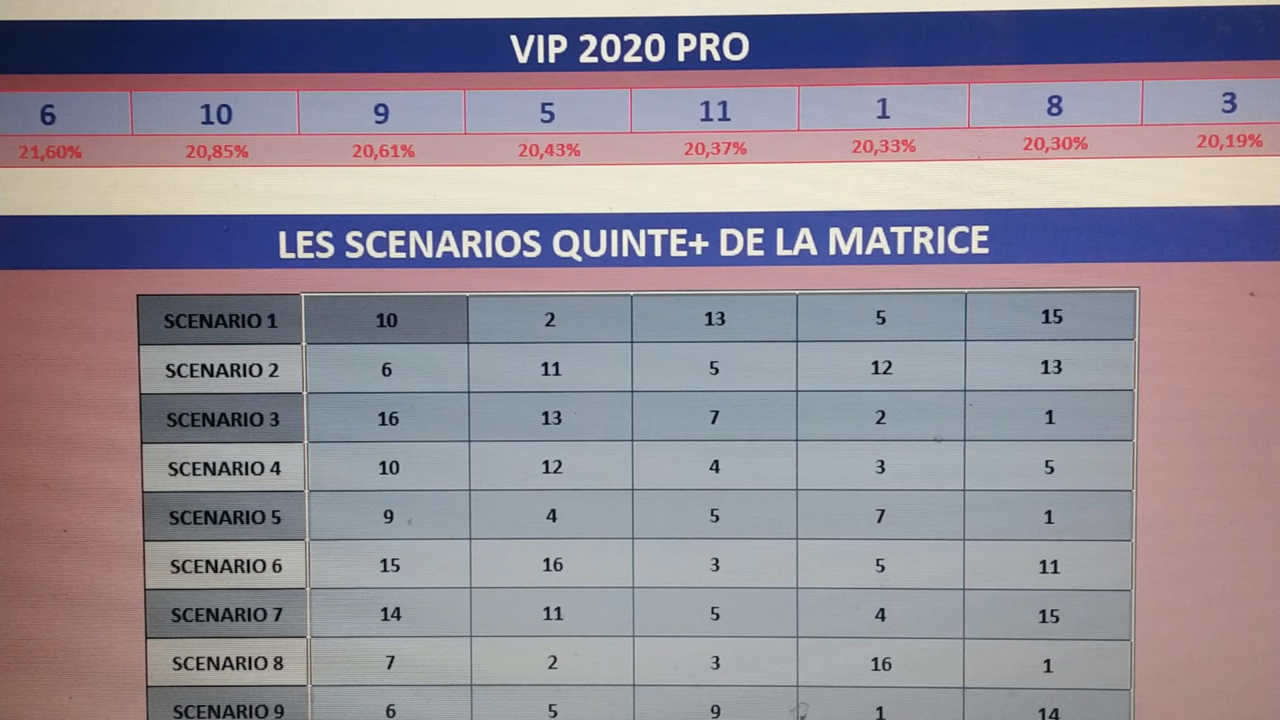 VIP 2020 PRO
6 10 9 5 11 1 8 3
21,60% 20,85% 20,61% 20,43% 20,37% 20,33% 20,30% 20,19%
LES SCENARIOS QUINTE+ DE LA MATRICE
SCENARIO 1 10 2 13 5 15
SCENARIO 2 6 11 5 12 13
SCENARIO 3 16 13 7 2 1
SCENARIO 4 10 12 4 3 5
SCENARIO 5 9 4 5 7 1
SCENARIO 6 15 16 3 5 11
SCENARIO 7 14 11 5 4 15
SCENARIO 8 7 2 3 16 1
SCENARIO 9 6 5 9 1 14